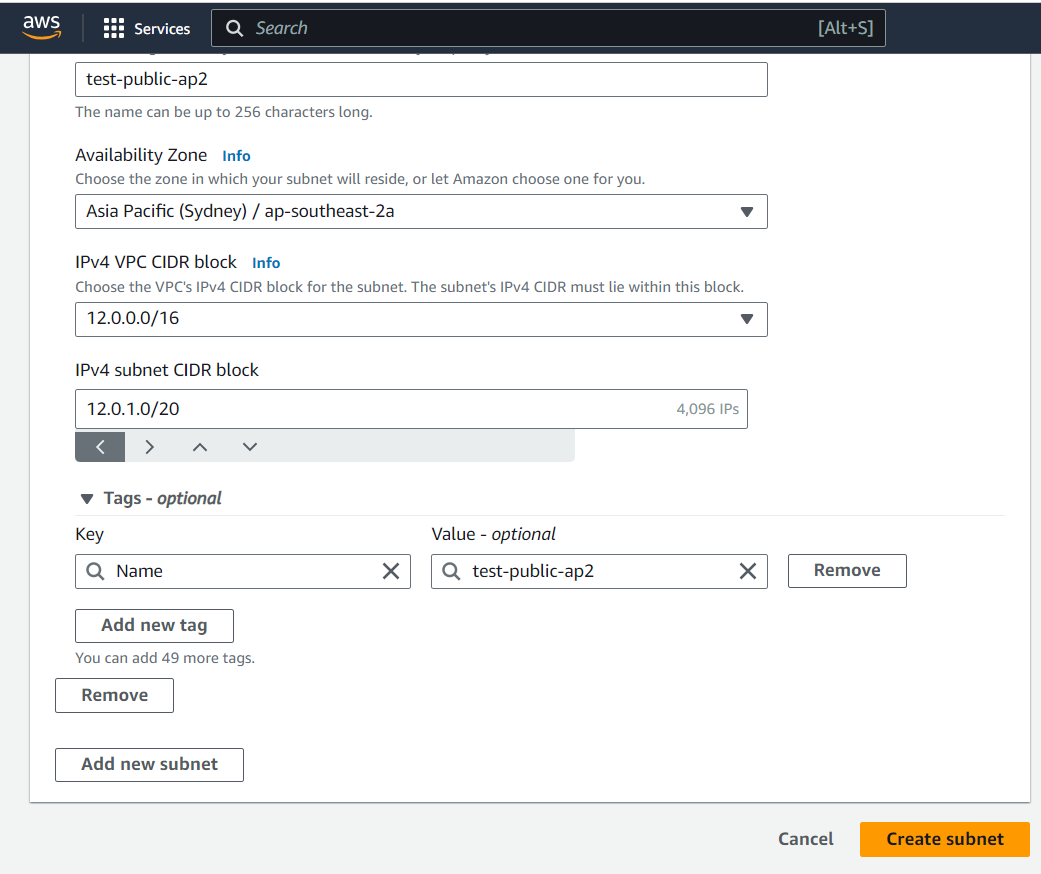 aws
Services
Search
[Alt+S]
test-public-ap2
The name can be up to 256 characters long.
Availability Zone Info
Choose the zone in which your subnet will reside, or let Amazon choose one for you.
Asia Pacific (Sydney) / ap-southeast-2a
IPv4 VPC CIDR block Info
Choose the VPC's IPv4 CIDR block for the subnet. The subnet's IPv4 CIDR must lie within this block.
12.0.0.0/16
IPv4 subnet CIDR block
12.0.1.0/20 4,096 IPs
Tags - optional
Key Value - optional
Name test-public-ap2 Remove
Add new tag
You can add 49 more tags.
Remove
Add new subnet
Cancel Create subnet